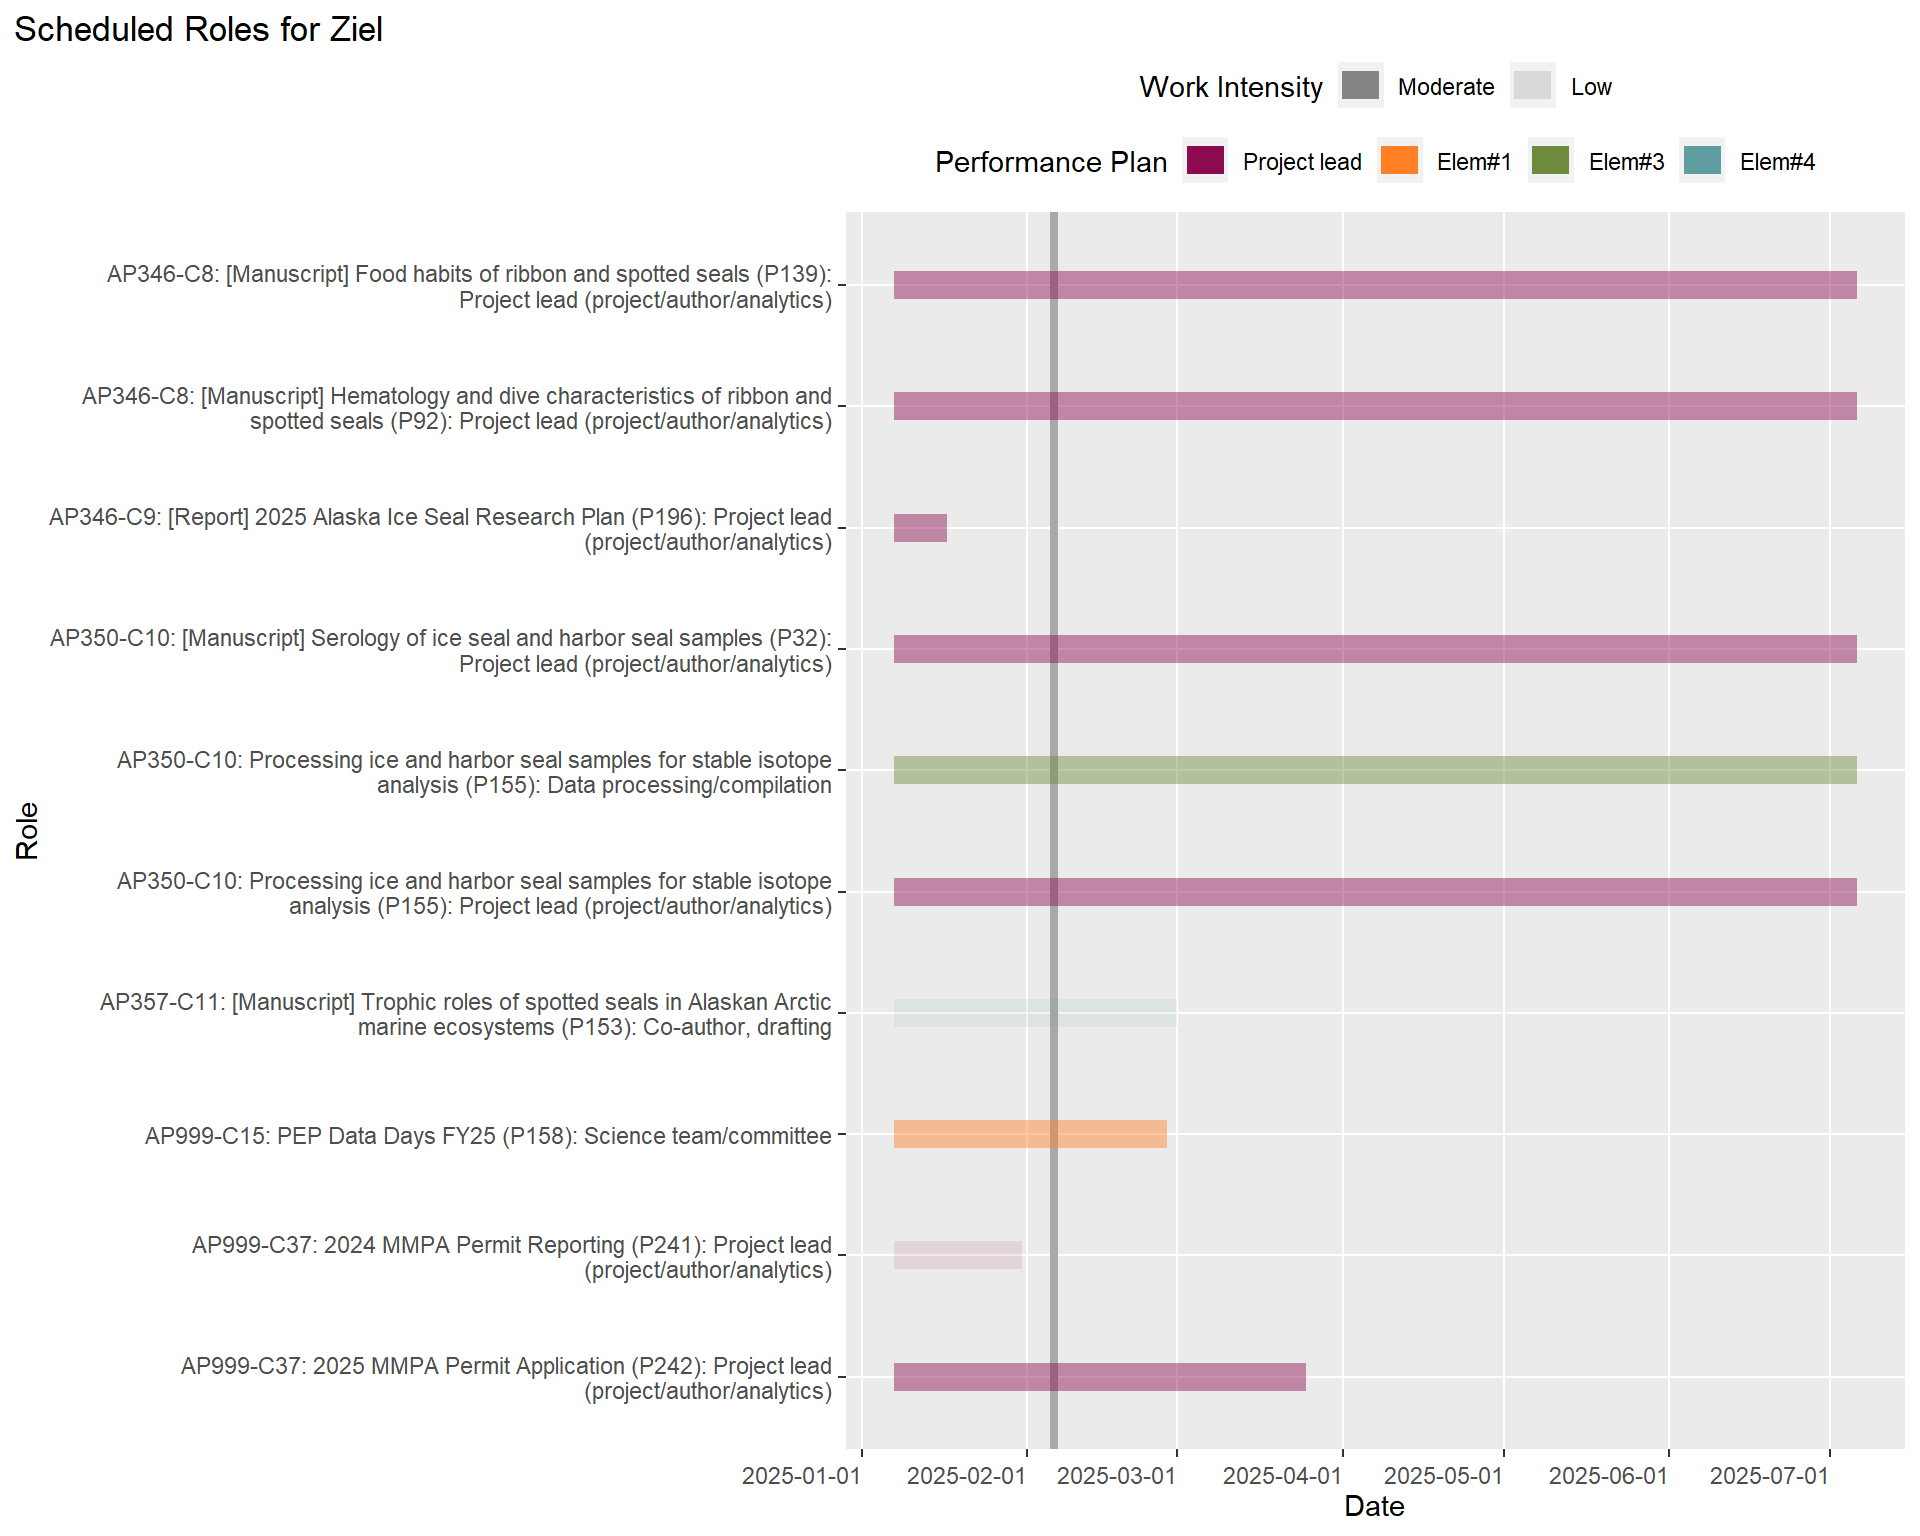 Scheduled Roles for Ziel
Work Intensity Moderate Low
Performance Plan Project lead Elem#1 Elem#3 Elem#4
AP346-C8: [Manuscript] Food habits of ribbon and spotted seals (P139):
Project lead (project/author/analytics)
AP346-C8: [Manuscript] Hematology and dive characteristics of ribbon and
spotted seals (P92): Project lead (project/author/analytics)
AP346-C9: [Report] 2025 Alaska Ice Seal Research Plan (P196): Project lead
(project/author/analytics)
AP350-C10: [Manuscript] Serology of ice seal and harbor seal samples (P32):
Project lead (project/author/analytics)
AP350-C10: Processing ice and harbor seal samples for stable isotope
analysis (P155): Data processing/compilation
AP350-C10: Processing ice and harbor seal samples for stable isotope
analysis (P155): Project lead (project/author/analytics)
AP357-C11: [Manuscript] Trophic roles of spotted seals in Alaskan Arctic
marine ecosystems (P153): Co-author, drafting
AP999-C15: PEP Data Days FY25 (P158): Science team/committee
AP999-C37: 2024 MMPA Permit Reporting (P241): Project lead
(project/author/analytics)
AP999-C37: 2025 MMPA Permit Application (P242): Project lead
(project/author/analytics)
Role
2025-01-01 2025-02-01 2025-03-01 2025-04-01 2025-05-01 2025-06-01 2025-07-01
Date